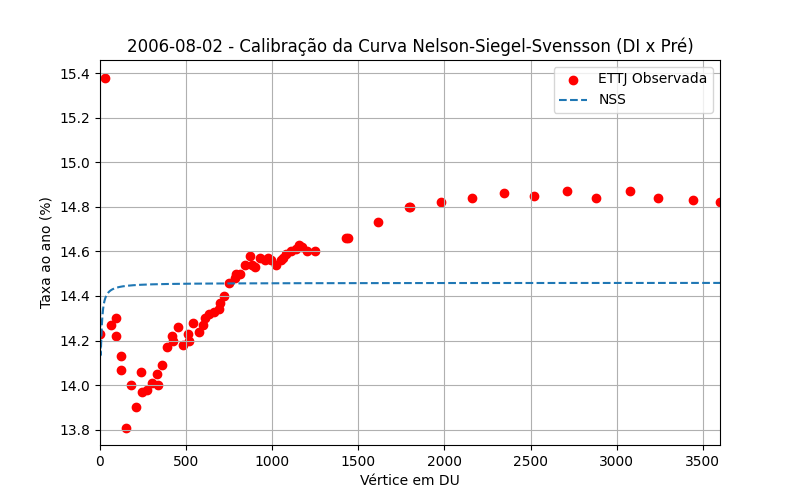 2006-08-02 - Calibração da Curva Nelson-Siegel-Svensson (DI x Pré)
ETTJ Observada
NSS
Taxa ao ano (%)
15.4
15.2
15.0
14.8
14.6
14.4
14.2
14.0
13.8
0 500 1000 1500 2000 2500 3000 3500
Vértice em DU